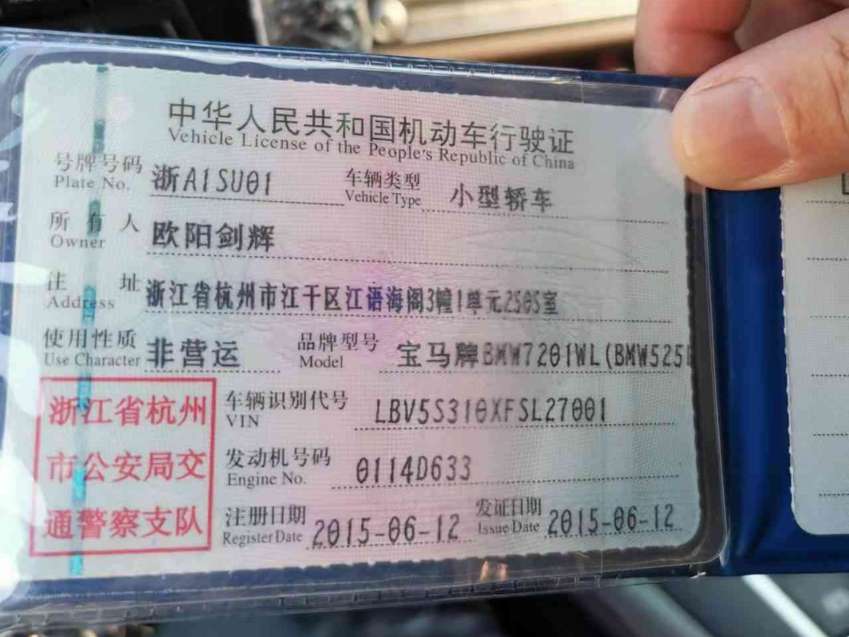 中华人民共和国机动车行驶证
Vehicle License of the People's Republic of China
号牌号码 浙A1SU01 车辆类型 小型轿车
Plate No. Vehicle Type
所有人 欧阳剑辉
Owner
住址 浙江省杭州市江干区江语海阁3幢1单元2505室
Address
使用性质 非营运 品牌型号 宝马牌BMW7201WL(BMW525
Use Character Model
浙江省杭州 车辆识别代号 LBV5S310XFSL27001
VIN
市公安局交 发动机号码 0114D633
Engine No.
通警察支队 注册日期 2015-06-12 发证日期 2015-06-12
Register Date Issue Date